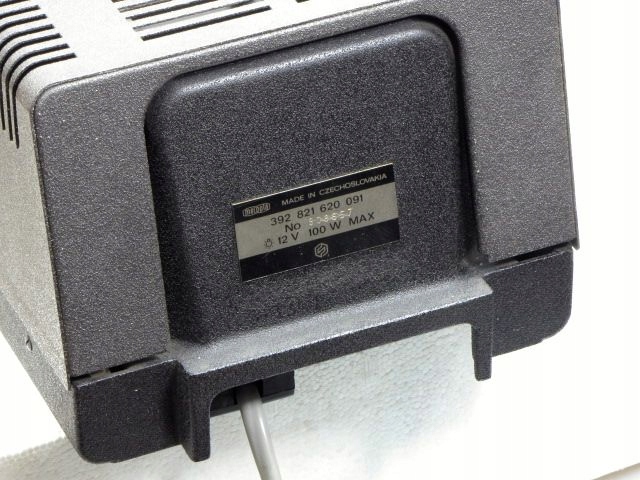 MADE IN CZECHOSLOVAKIA
392 821 620 091
No
12 V 100 W MAX